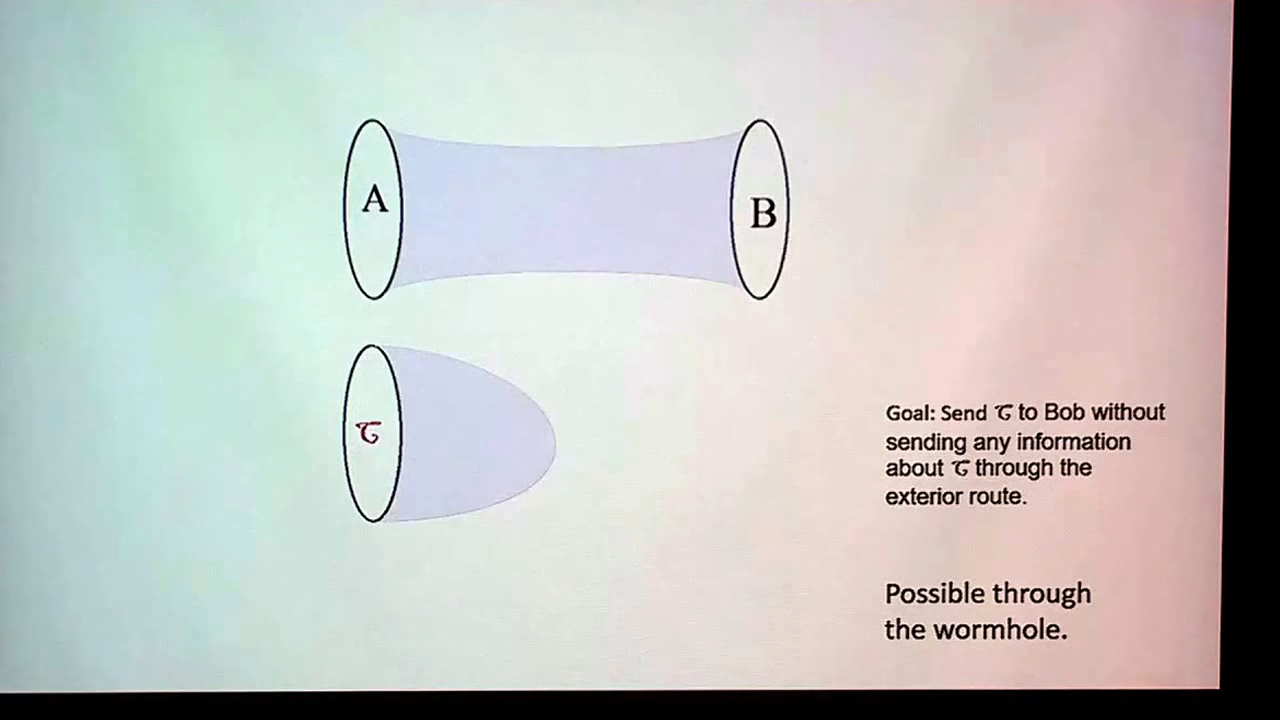 A
B
τ
Goal: Send τ to Bob without
sending any information
about τ through the
exterior route.
Possible through
the wormhole.